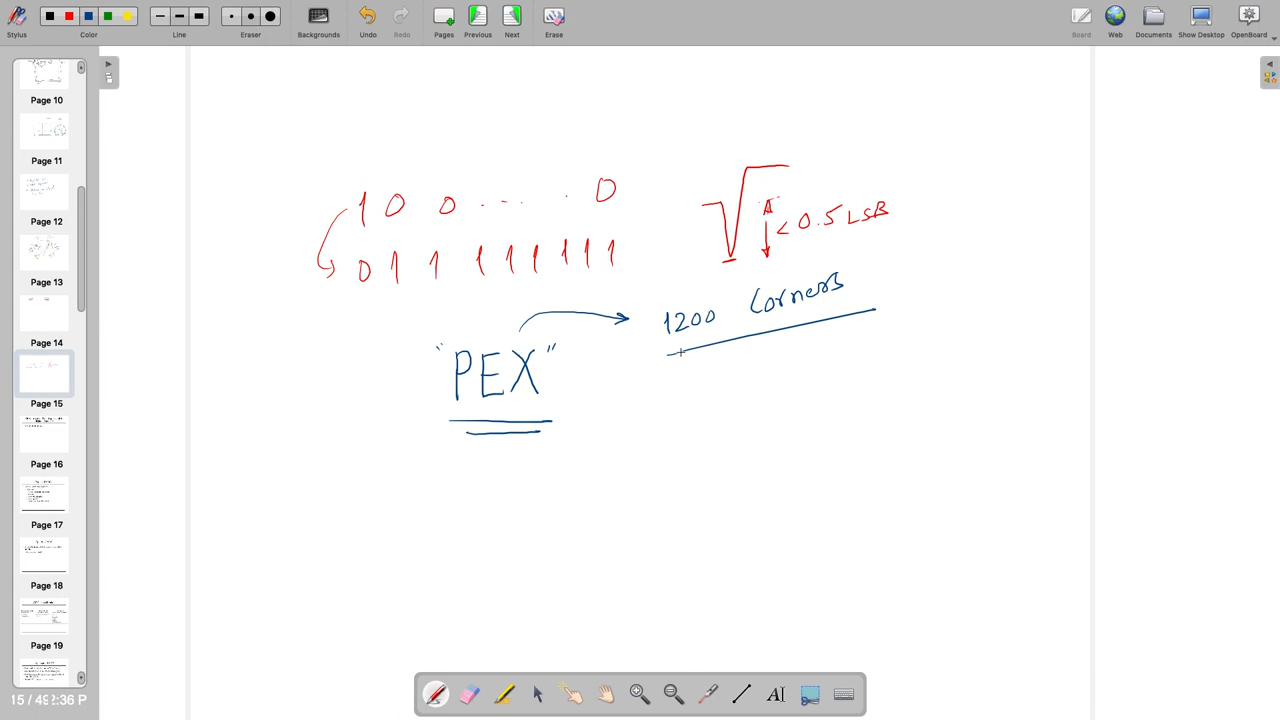 Stylus
Color
Line
Eraser
Backgrounds
Undo
Redo
Pages
Previous
Next
Erase
Board
Web
Documents
Show Desktop
OpenBoard
Page 10
Page 11
Page 12
Page 13
Page 14
Page 15
Page 16
Page 17
Page 18
Page 19
1 0 0 . . . . 0
0 1 1 1 1 1 1 1 1
< 0.5 LSB
1200 Corners
"PEX"